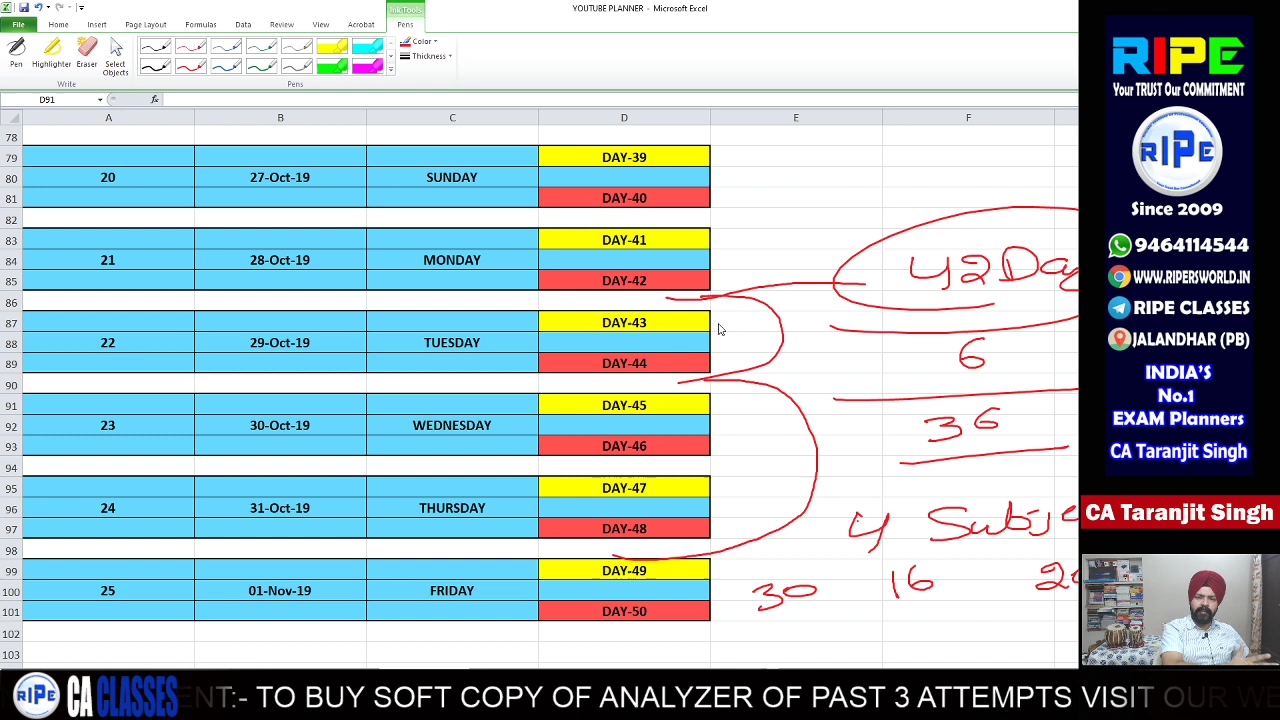 YOUTUBE PLANNER - Microsoft Excel
Ink Tools
File Home Insert Page Layout Formulas Data Review View Acrobat Pens
Pen Highlighter Eraser Select Objects
Color
Thickness
Write Pens
D91 fx
A B C D E F
78
79 DAY-39
80 20 27-Oct-19 SUNDAY
81 DAY-40
82
83 DAY-41
84 21 28-Oct-19 MONDAY
85 DAY-42
86
87 DAY-43
88 22 29-Oct-19 TUESDAY
89 DAY-44
90
91 DAY-45
92 23 30-Oct-19 WEDNESDAY
93 DAY-46
94
95 DAY-47
96 24 31-Oct-19 THURSDAY
97 DAY-48
98
99 DAY-49
100 25 01-Nov-19 FRIDAY
101 DAY-50
102
103
42 Day
6
36
4 Subje
30 16 20
RIPE
Your TRUST Our COMMITMENT
RIPE
Since 2009
9464114544
WWW.RIPERSWORLD.IN
RIPE CLASSES
JALANDHAR (PB)
INDIA'S
No.1
EXAM Planners
CA Taranjit Singh
CA Taranjit Singh
RIPE CA CLASSES
ENT:- TO BUY SOFT COPY OF ANALYZER OF PAST 3 ATTEMPTS VISIT OUR WE